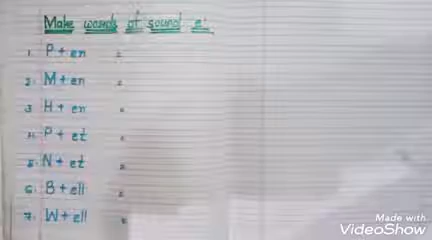 Make words of sound e'.
1. P + en =
2. M + en =
3. H + en =
4. P + et =
5. N + et =
6. B + ell =
7. W + ell =
Made with
VideoShow